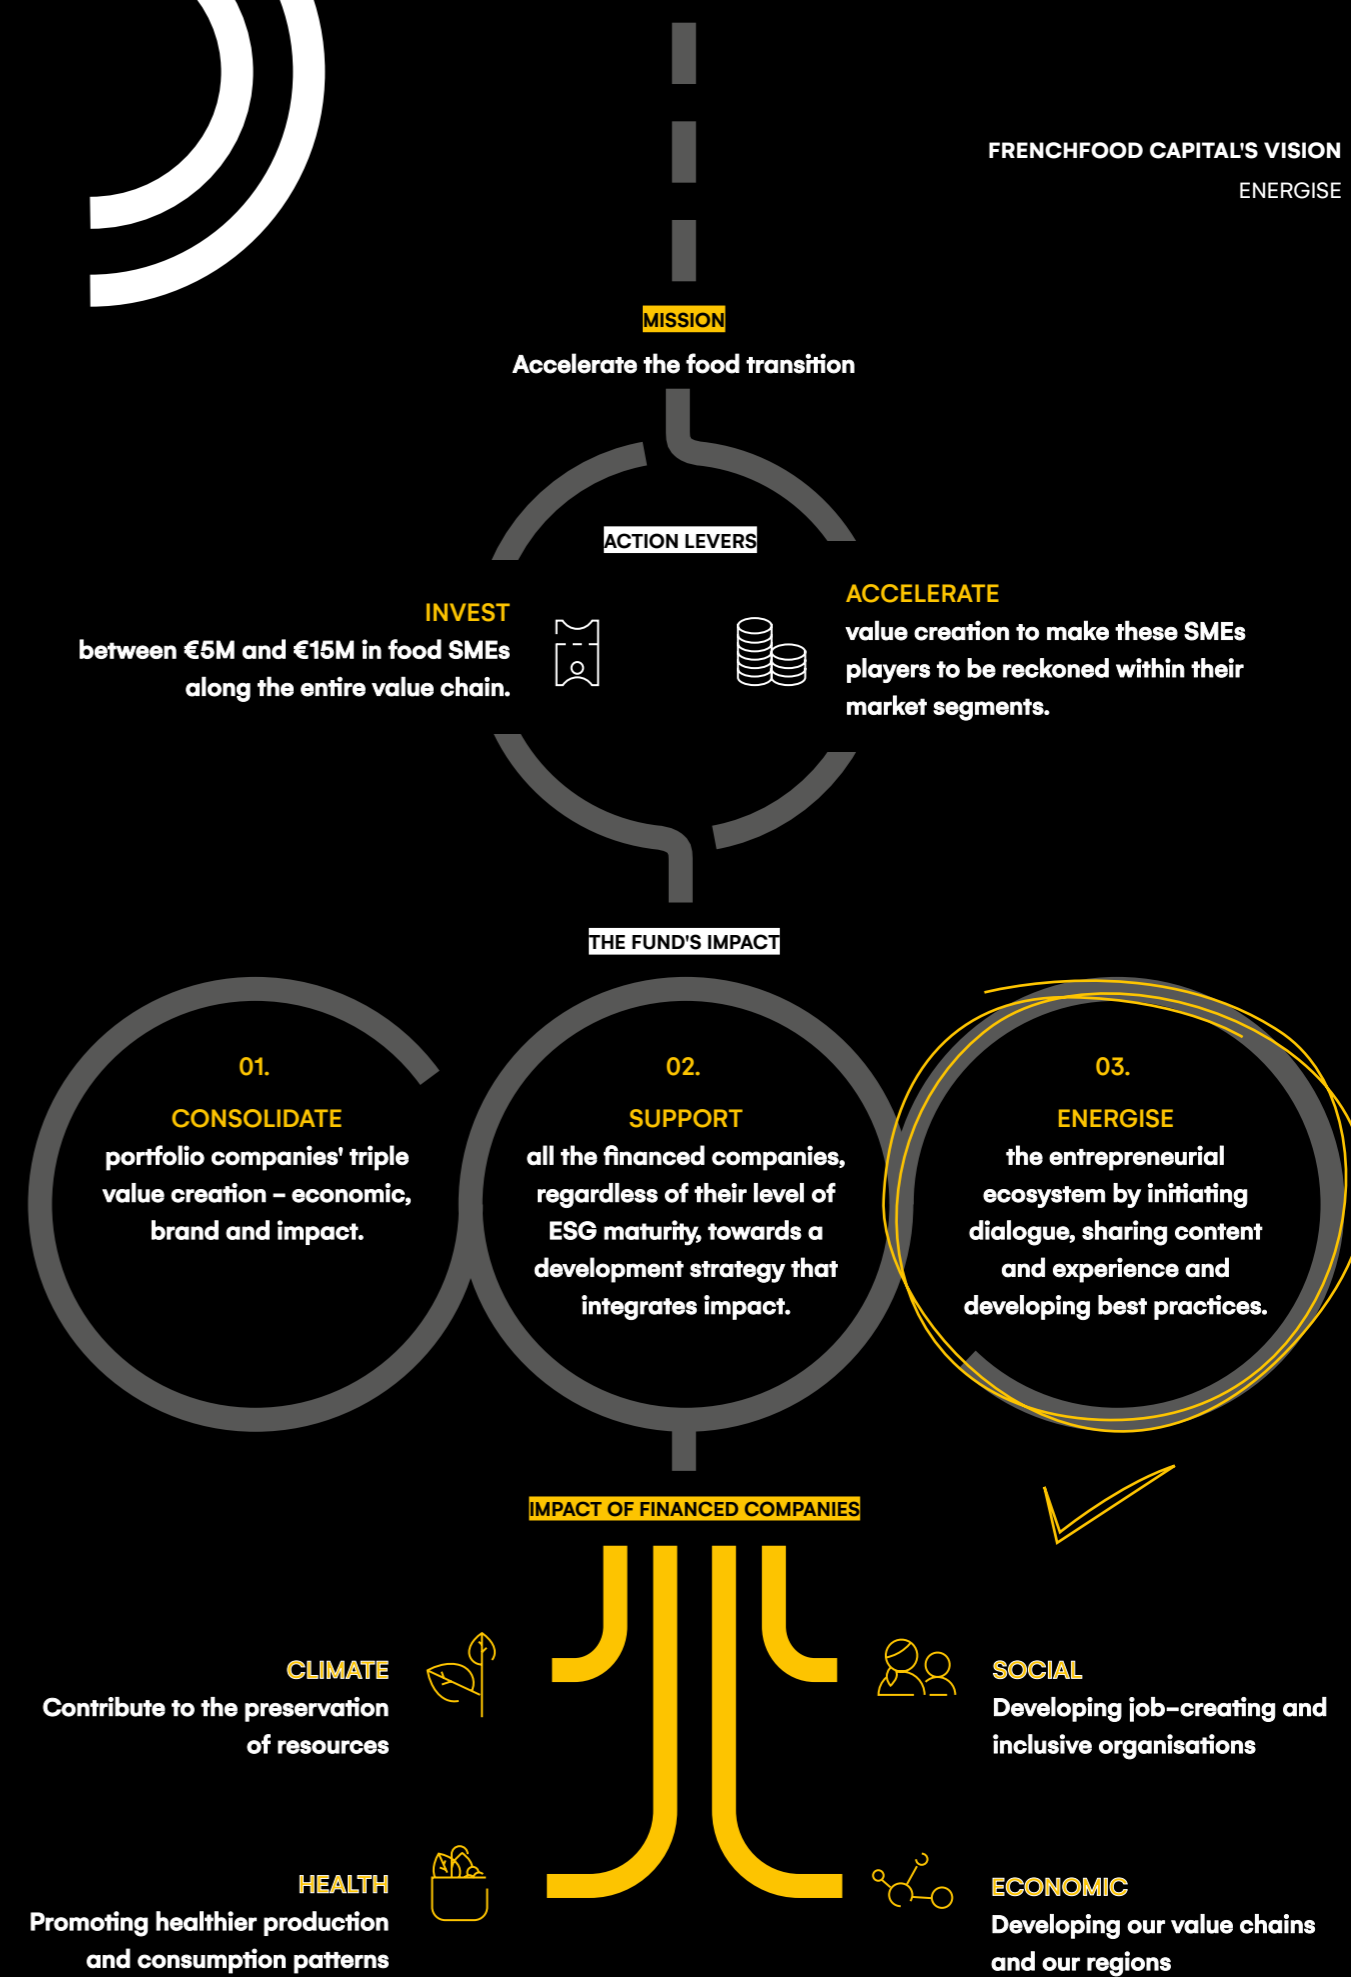 FRENCHFOOD CAPITAL'S VISION
ENERGISE
MISSION
Accelerate the food transition
ACTION LEVERS
INVEST
between €5M and €15M in food SMEs
along the entire value chain.
ACCELERATE
value creation to make these SMEs
players to be reckoned within their
market segments.
THE FUND'S IMPACT
01.
CONSOLIDATE
portfolio companies' triple
value creation – economic,
brand and impact.
02.
SUPPORT
all the financed companies,
regardless of their level of
ESG maturity, towards a
development strategy that
integrates impact.
03.
ENERGISE
the entrepreneurial
ecosystem by initiating
dialogue, sharing content
and experience and
developing best practices.
IMPACT OF FINANCED COMPANIES
CLIMATE
Contribute to the preservation
of resources
SOCIAL
Developing job-creating and
inclusive organisations
HEALTH
Promoting healthier production
and consumption patterns
ECONOMIC
Developing our value chains
and our regions